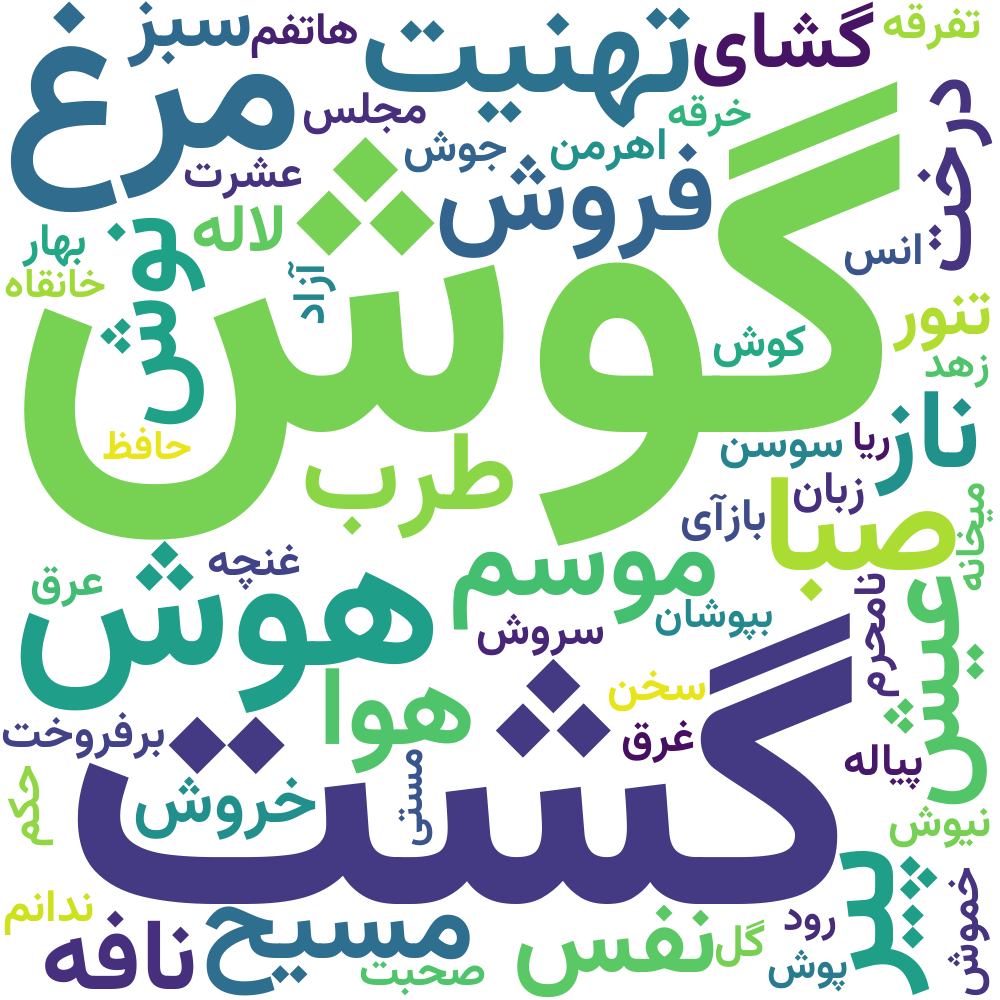 سبز
هاتفم
تهنیت
گشای
تفرقه
مرغ
مجلس
خرقه
درخت
جوش
اهرمن
عشرت
فروش
گوش
نوش
لاله
بهار
انس
خانقاه
آزاد
تنور
کوش
زهد
ناز
حافظ
طرب
سوسن
ریا
صبا
زبان
بازآی
میخانه
هوش
غنچه
موسم
عیش
عرق
نامحرم
بپوشان
سروش
گشت
هوا
سخن
برفروخت
غرق
پیاله
حکم
خروش
مستی
نیوش
پیر
خموش
ندانم
نافه
مسیح
نفس
گل
رود
صحبت
پوش